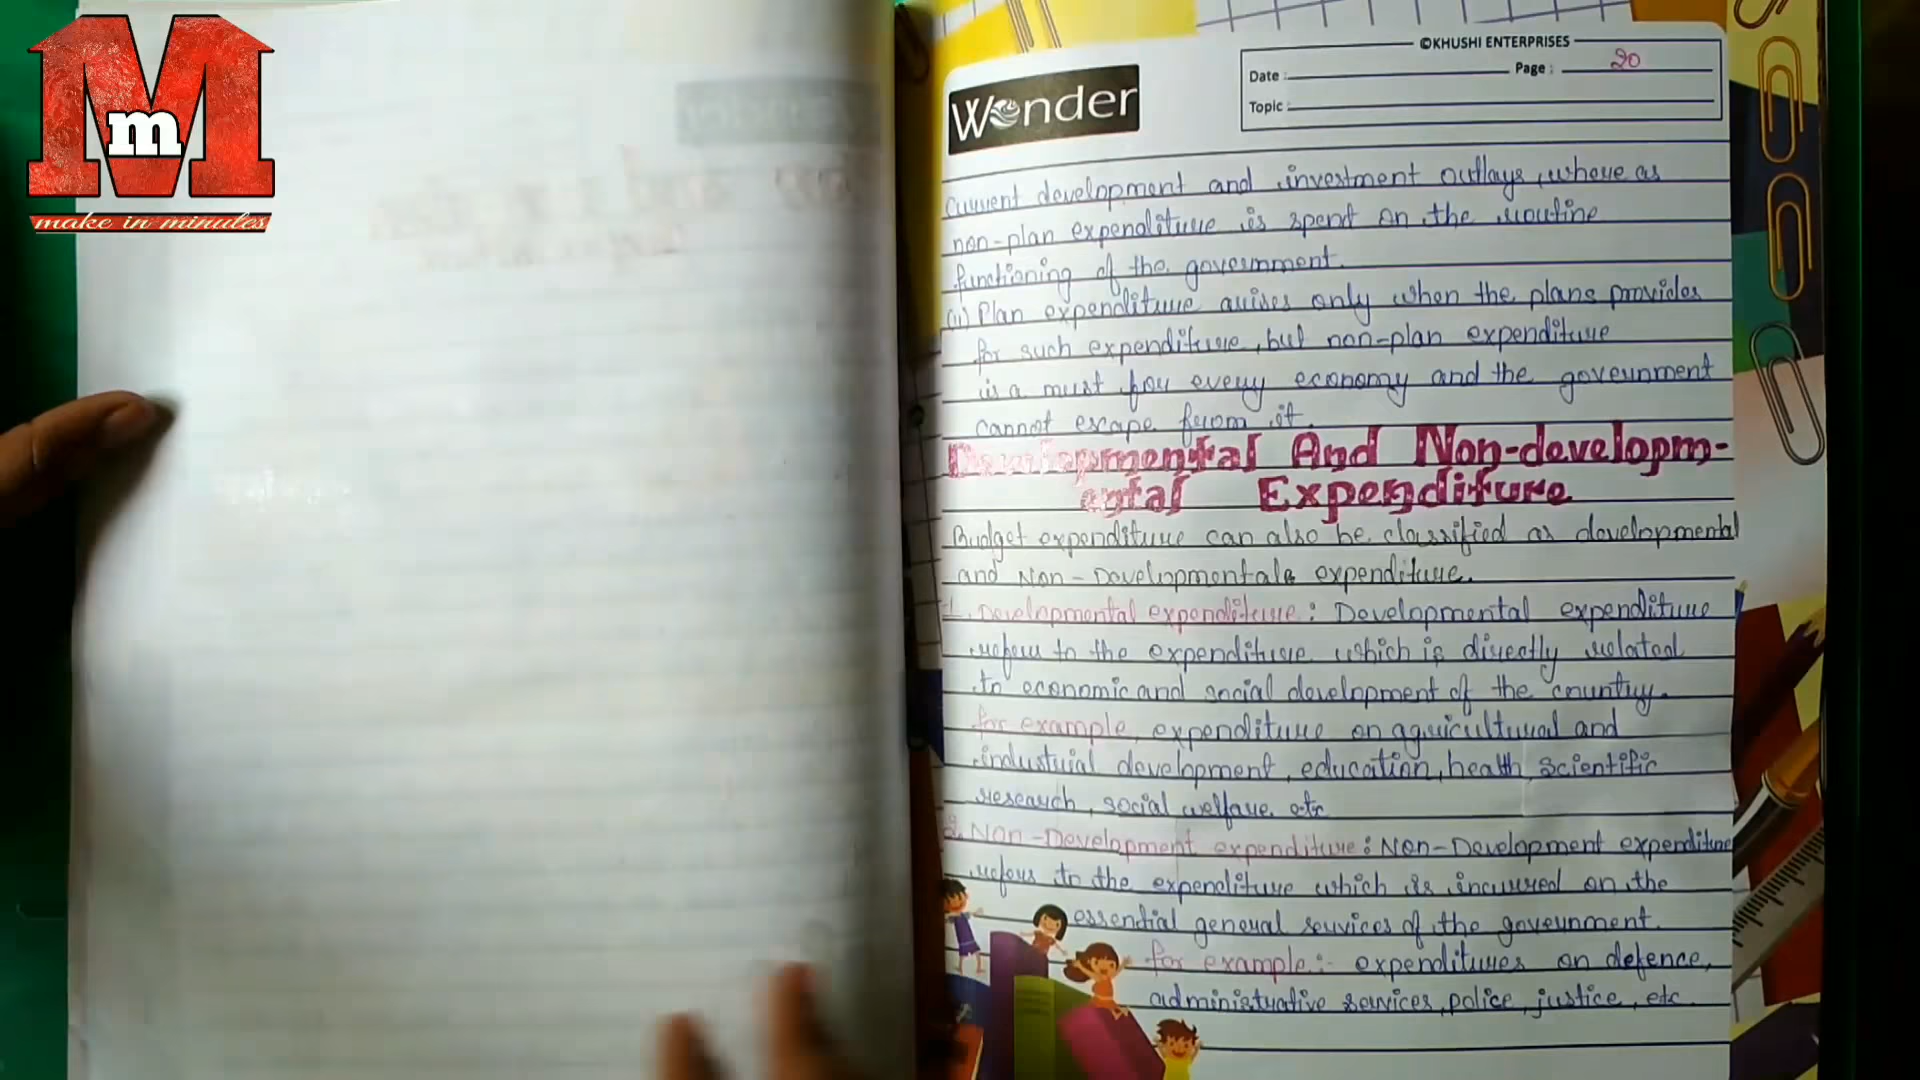 M
m
make in minutes
©KHUSHI ENTERPRISES
Wonder
Date :
Page : 20
Topic :
current development and investment outlays, where as
non-plan expenditure is spent on the routine
functioning of the government.
(ii) Plan expenditure arises only when the plans provides
for such expenditure, but non-plan expenditure
is a must for every economy and the government
cannot escape from it.
Developmental And Non-developm-
ental Expenditure
Budget expenditure can also be classified as developmental
and Non-Developmental expenditure.
1. Developmental expenditure: Developmental expenditure
refers to the expenditure which is directly related
to economic and social development of the country.
for example, expenditure on agricultural and
industrial development, education, health, scientific
research, social welfare etc
2. Non-Development expenditure: Non-Development expenditure
refers to the expenditure which is incurred on the
essential general services of the government.
for example:- expenditures on defence,
administrative services, police, justice, etc.